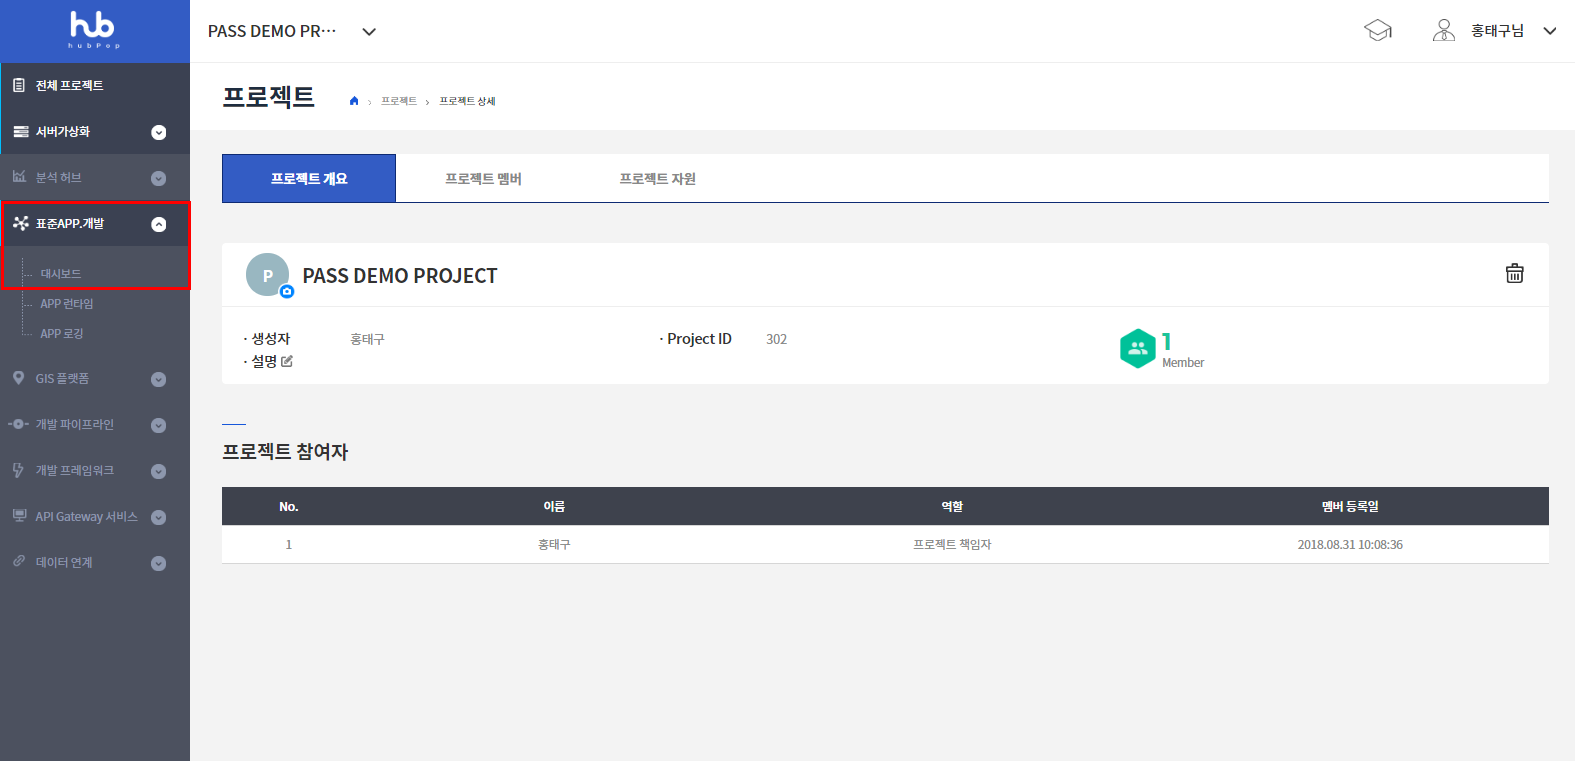 hub
hubPop
PASS DEMO PR···
홍태구님
전체 프로젝트
서버가상화
분석 허브
표준APP.개발
대시보드
APP 런타임
APP 로깅
GIS 플랫폼
개발 파이프라인
개발 프레임워크
API Gateway 서비스
데이터 연계
프로젝트
프로젝트 › 프로젝트 상세
프로젝트 개요 프로젝트 멤버 프로젝트 자원
P PASS DEMO PROJECT
· 생성자 홍태구 · Project ID 302
· 설명
1
Member
프로젝트 참여자
No. 이름 역할 멤버 등록일
1 홍태구 프로젝트 책임자 2018.08.31 10:08:36